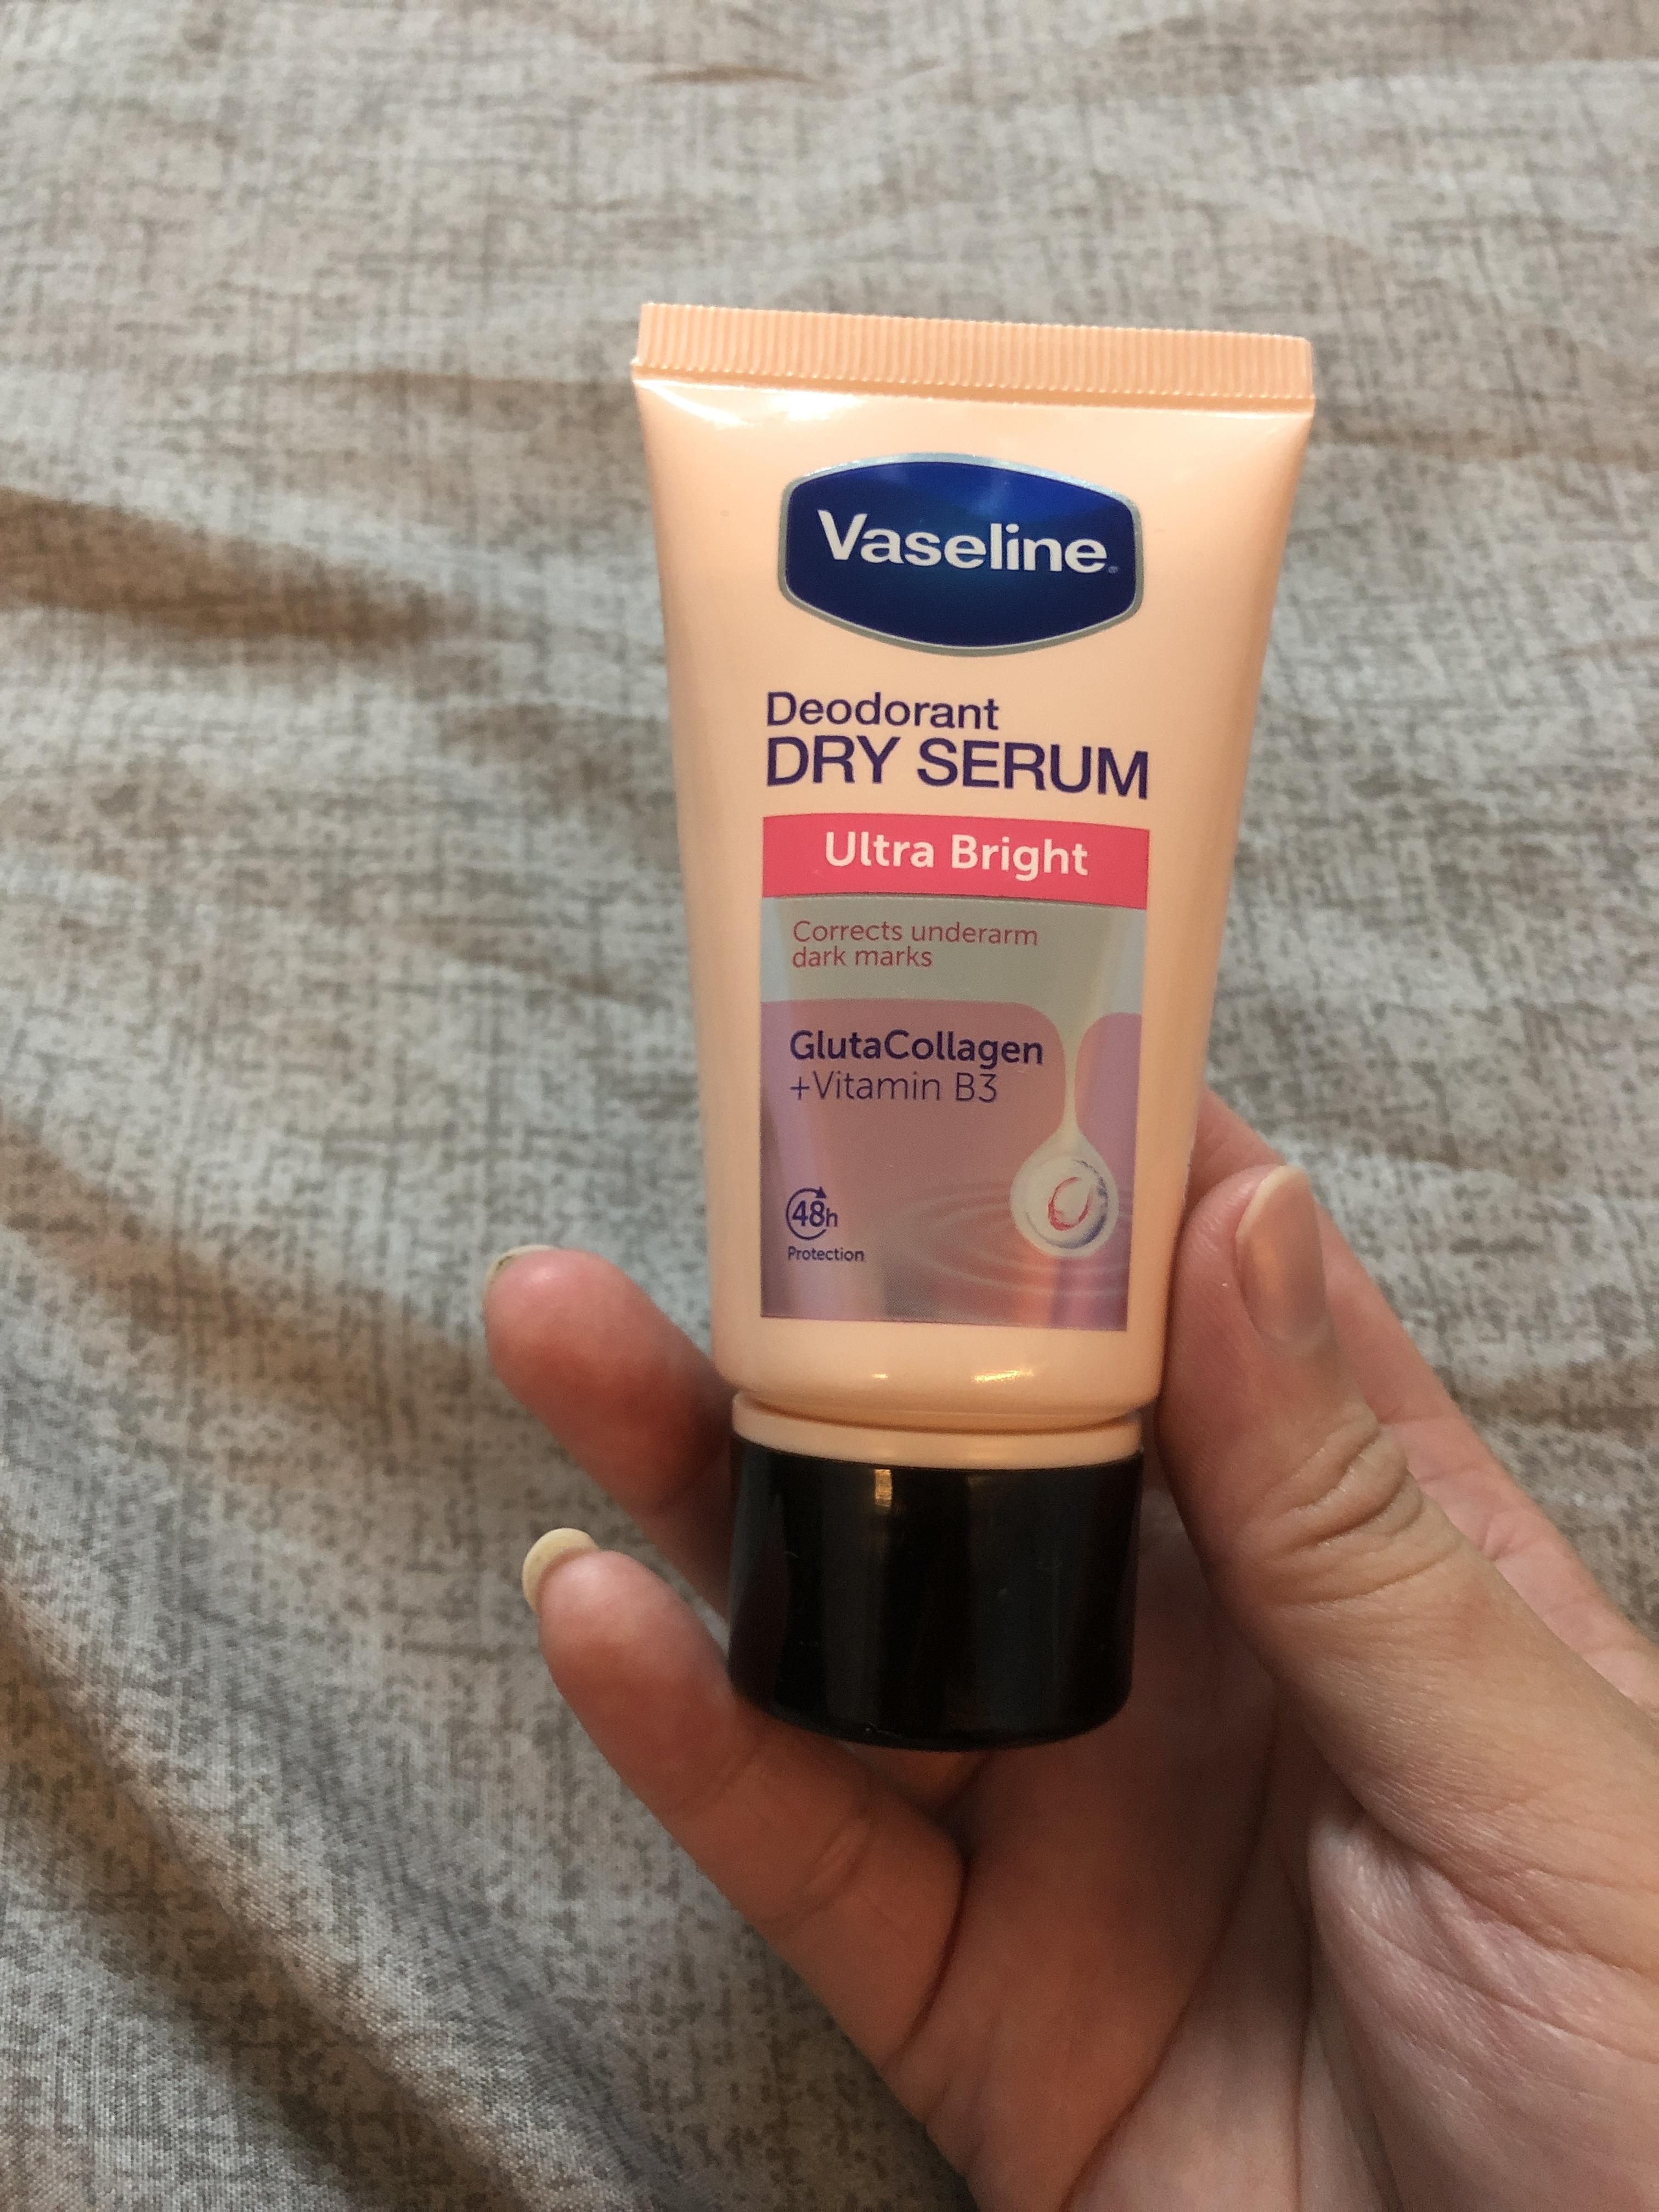 Vaseline
Deodorant
DRY SERUM
Ultra Bright
Corrects underarm
dark marks
GlutaCollagen
+Vitamin B3
48h
Protection